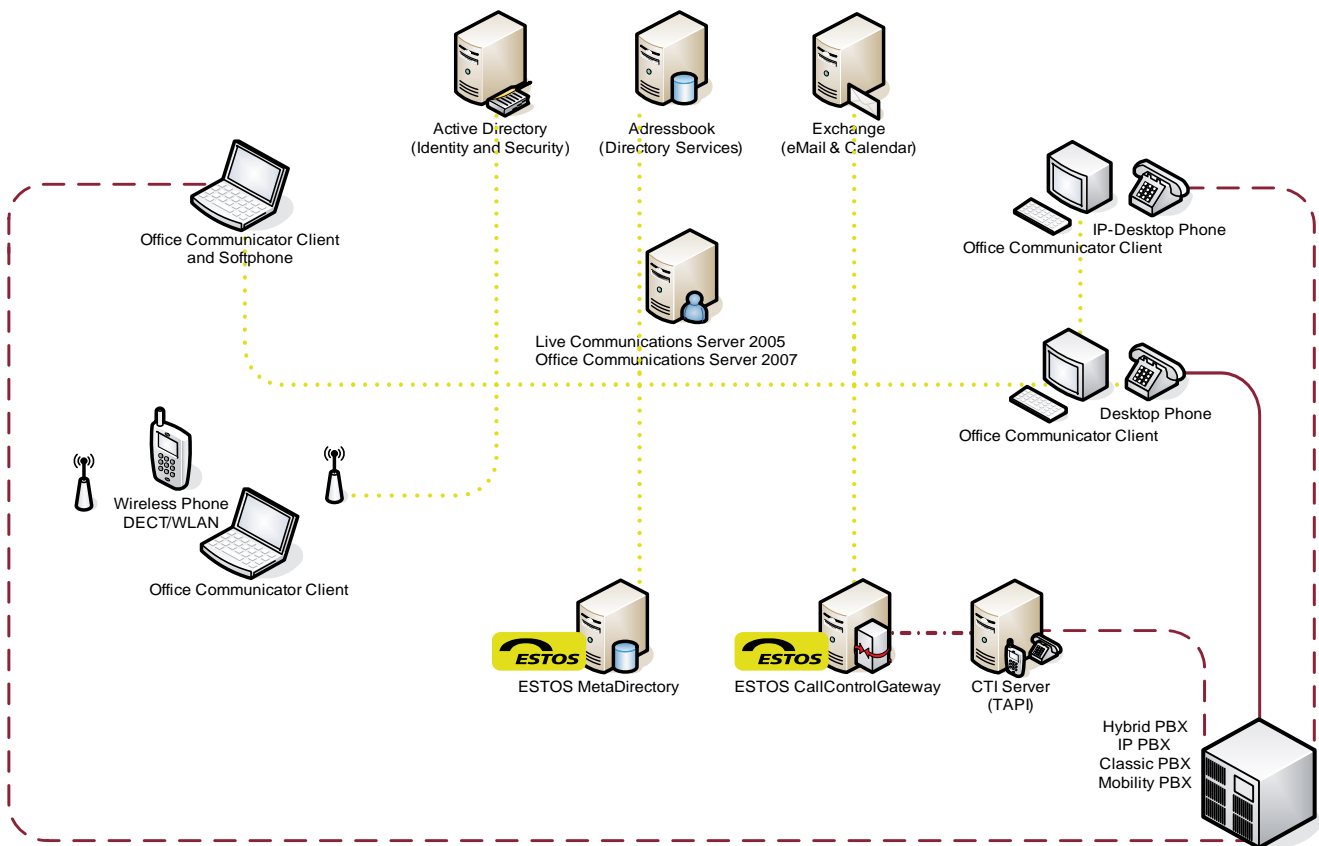 Active Directory
(Identity and Security)
Adressbook
(Directory Services)
Exchange
(eMail & Calendar)
Office Communicator Client
and Softphone
IP-Desktop Phone
Office Communicator Client
Live Communications Server 2005
Office Communications Server 2007
Desktop Phone
Office Communicator Client
Wireless Phone
DECT/WLAN
Office Communicator Client
ESTOS
ESTOS MetaDirectory
ESTOS
ESTOS CallControlGateway
CTI Server
(TAPI)
Hybrid PBX
IP PBX
Classic PBX
Mobility PBX